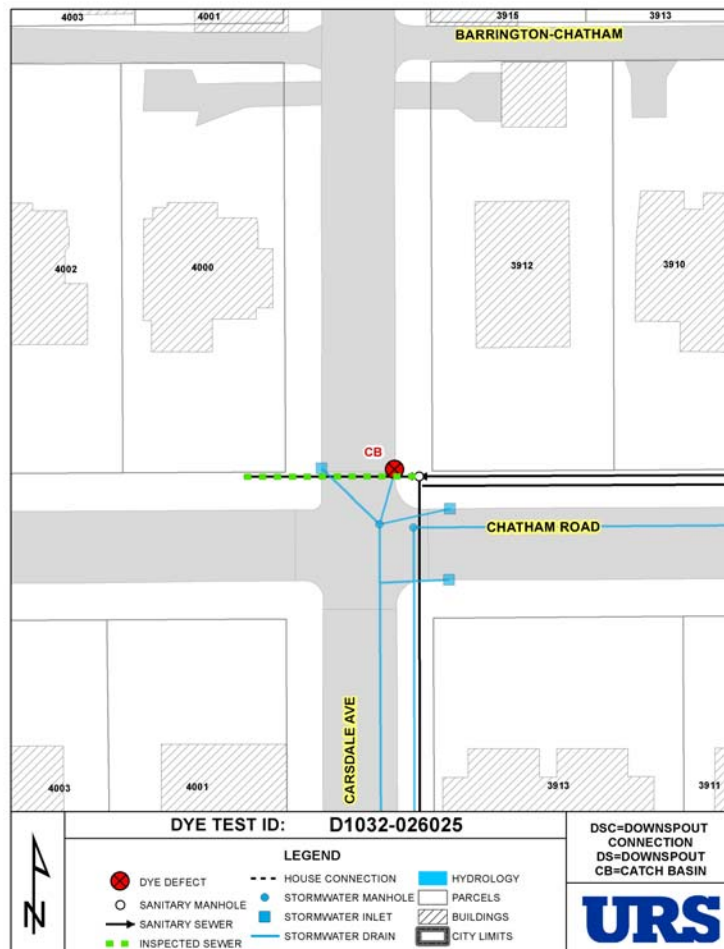 4003
4001
3915
3913
BARRINGTON-CHATHAM
4002
4000
3912
3910
CB
CHATHAM ROAD
CARSDALE AVE
4003
4001
3913
3911
DYE TEST ID: D1032-026025
LEGEND
DYE DEFECT
SANITARY MANHOLE
SANITARY SEWER
INSPECTED SEWER
HOUSE CONNECTION
STORMWATER MANHOLE
STORMWATER INLET
STORMWATER DRAIN
HYDROLOGY
PARCELS
BUILDINGS
CITY LIMITS
DSC=DOWNSPOUT
CONNECTION
DS=DOWNSPOUT
CB=CATCH BASIN
N
URS